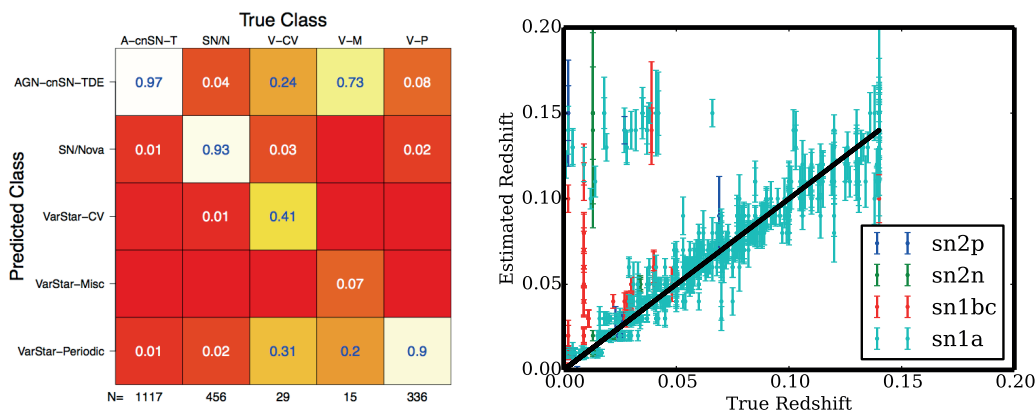 True Class
A-cnSN-T SN/N V-CV V-M V-P
Predicted Class
AGN-cnSN-TDE 0.97 0.04 0.24 0.73 0.08
SN/Nova 0.01 0.93 0.03 0.02
VarStar-CV 0.01 0.41
VarStar-Misc 0.07
VarStar-Periodic 0.01 0.02 0.31 0.2 0.9
N= 1117 456 29 15 336
Estimated Redshift
0.20
0.15
0.10
0.05
0.00
0.00 0.05 0.10 0.15 0.20
True Redshift
sn2p
sn2n
sn1bc
sn1a